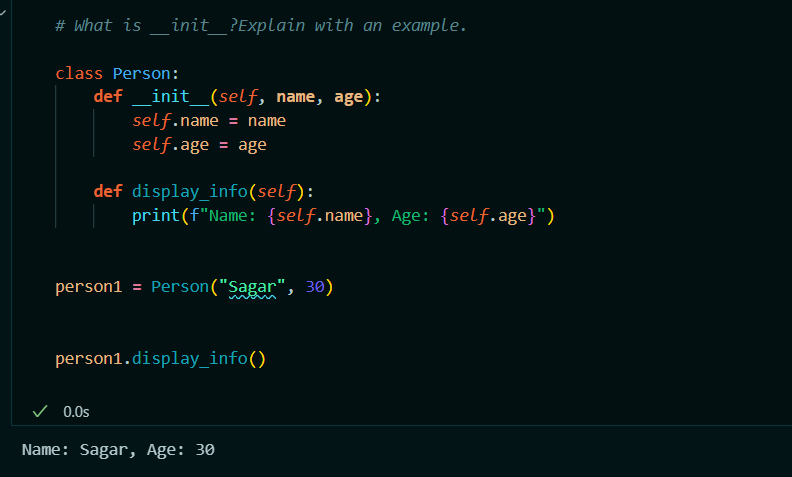 # What is __init__?Explain with an example.
class Person:
    def __init__(self, name, age):
        self.name = name
        self.age = age
    def display_info(self):
        print(f"Name: {self.name}, Age: {self.age}")
person1 = Person("Sagar", 30)
person1.display_info()
0.0s
Name: Sagar, Age: 30